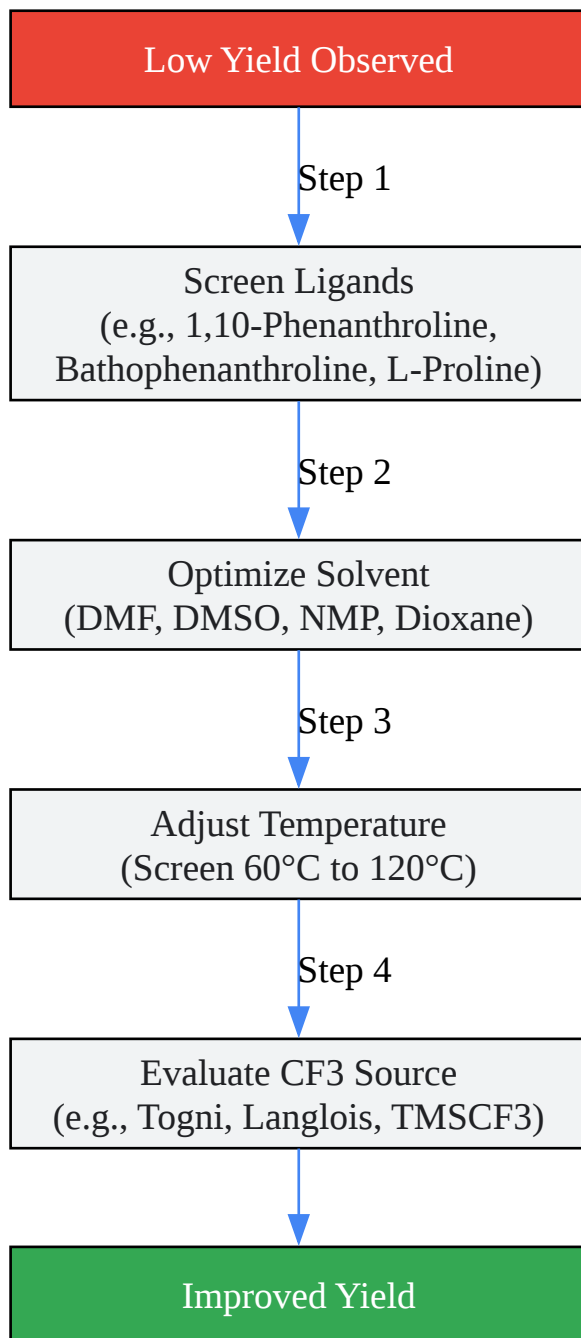 Low Yield Observed
Step 1
Screen Ligands
(e.g., 1,10-Phenanthroline,
Bathophenanthroline, L-Proline)
Step 2
Optimize Solvent
(DMF, DMSO, NMP, Dioxane)
Step 3
Adjust Temperature
(Screen 60°C to 120°C)
Step 4
Evaluate CF3 Source
(e.g., Togni, Langlois, TMSCF3)
Improved Yield